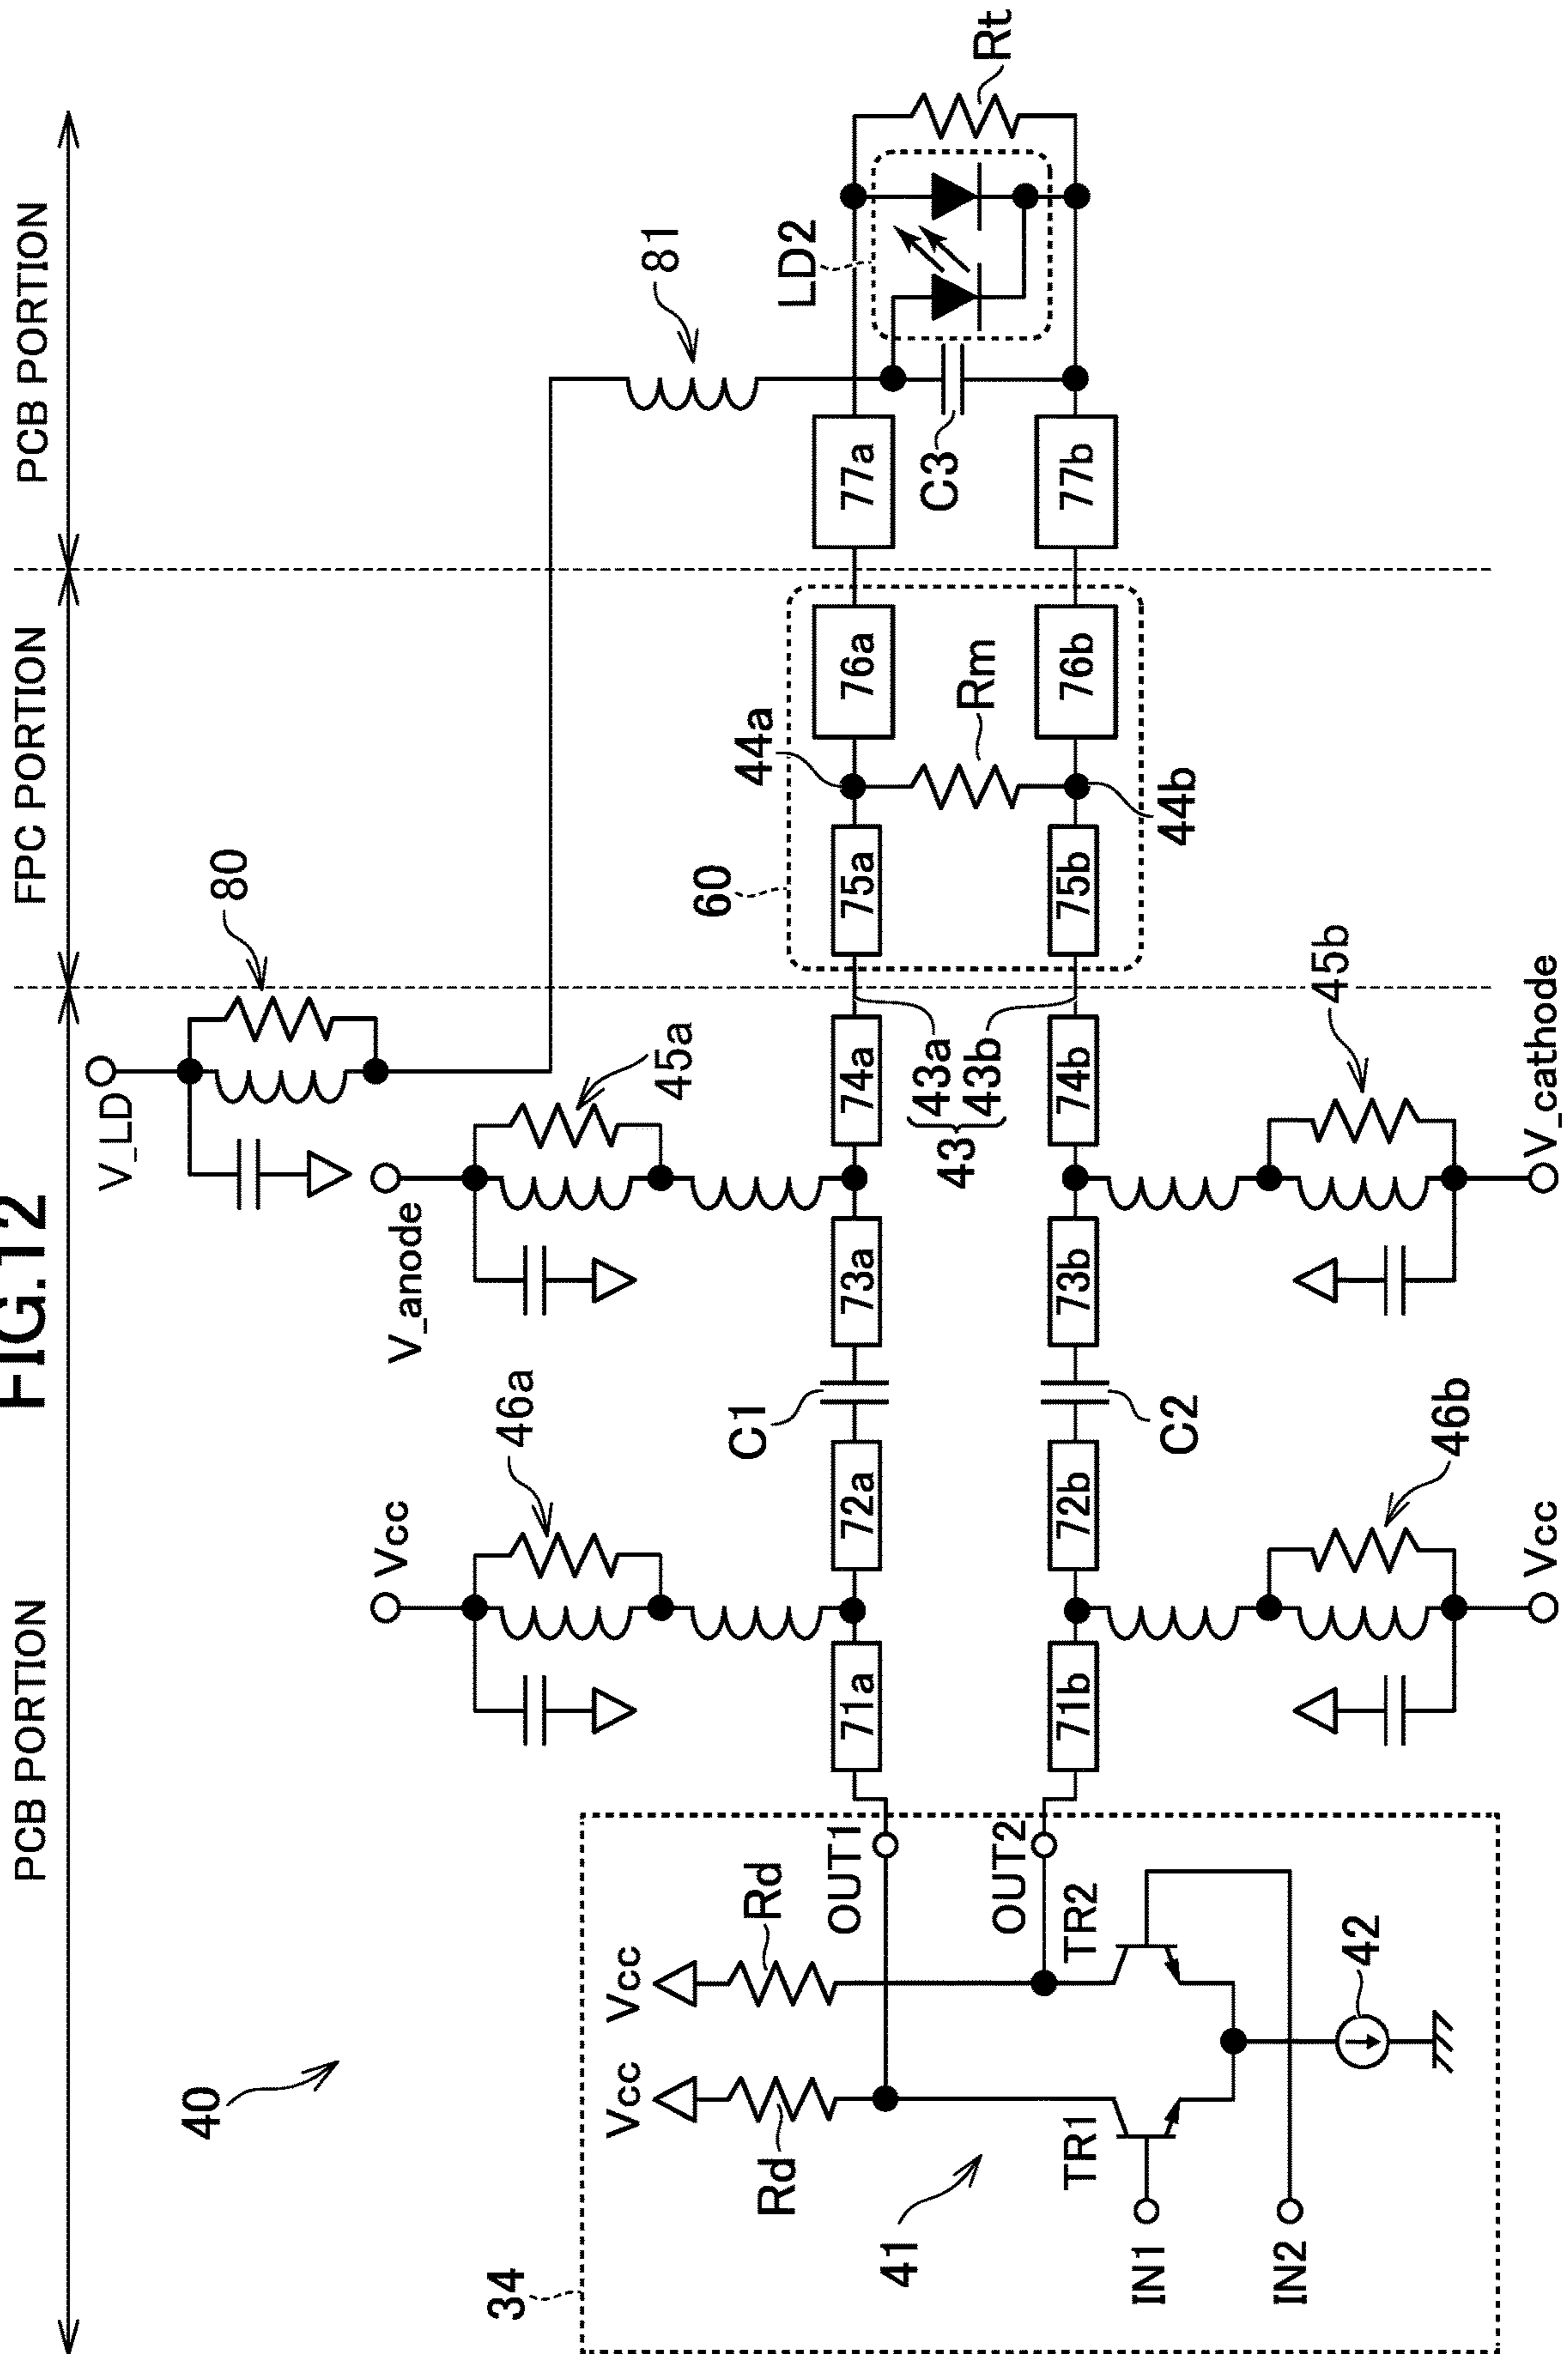 FIG.12
PCB PORTION
FPC PORTION
PCB PORTION
40
V_LD
80
Vcc
46a
V_anode
45a
81
34
Vcc
Vcc
Rd
Rd
C1
60
44a
LD2
Rt
OUT1
71a
72a
73a
74a
75a
76a
77a
43
43a
43b
Rm
C3
41
OUT2
71b
72b
73b
74b
75b
76b
77b
TR1
TR2
C2
44b
IN1
IN2
42
46b
45b
Vcc
V_cathode